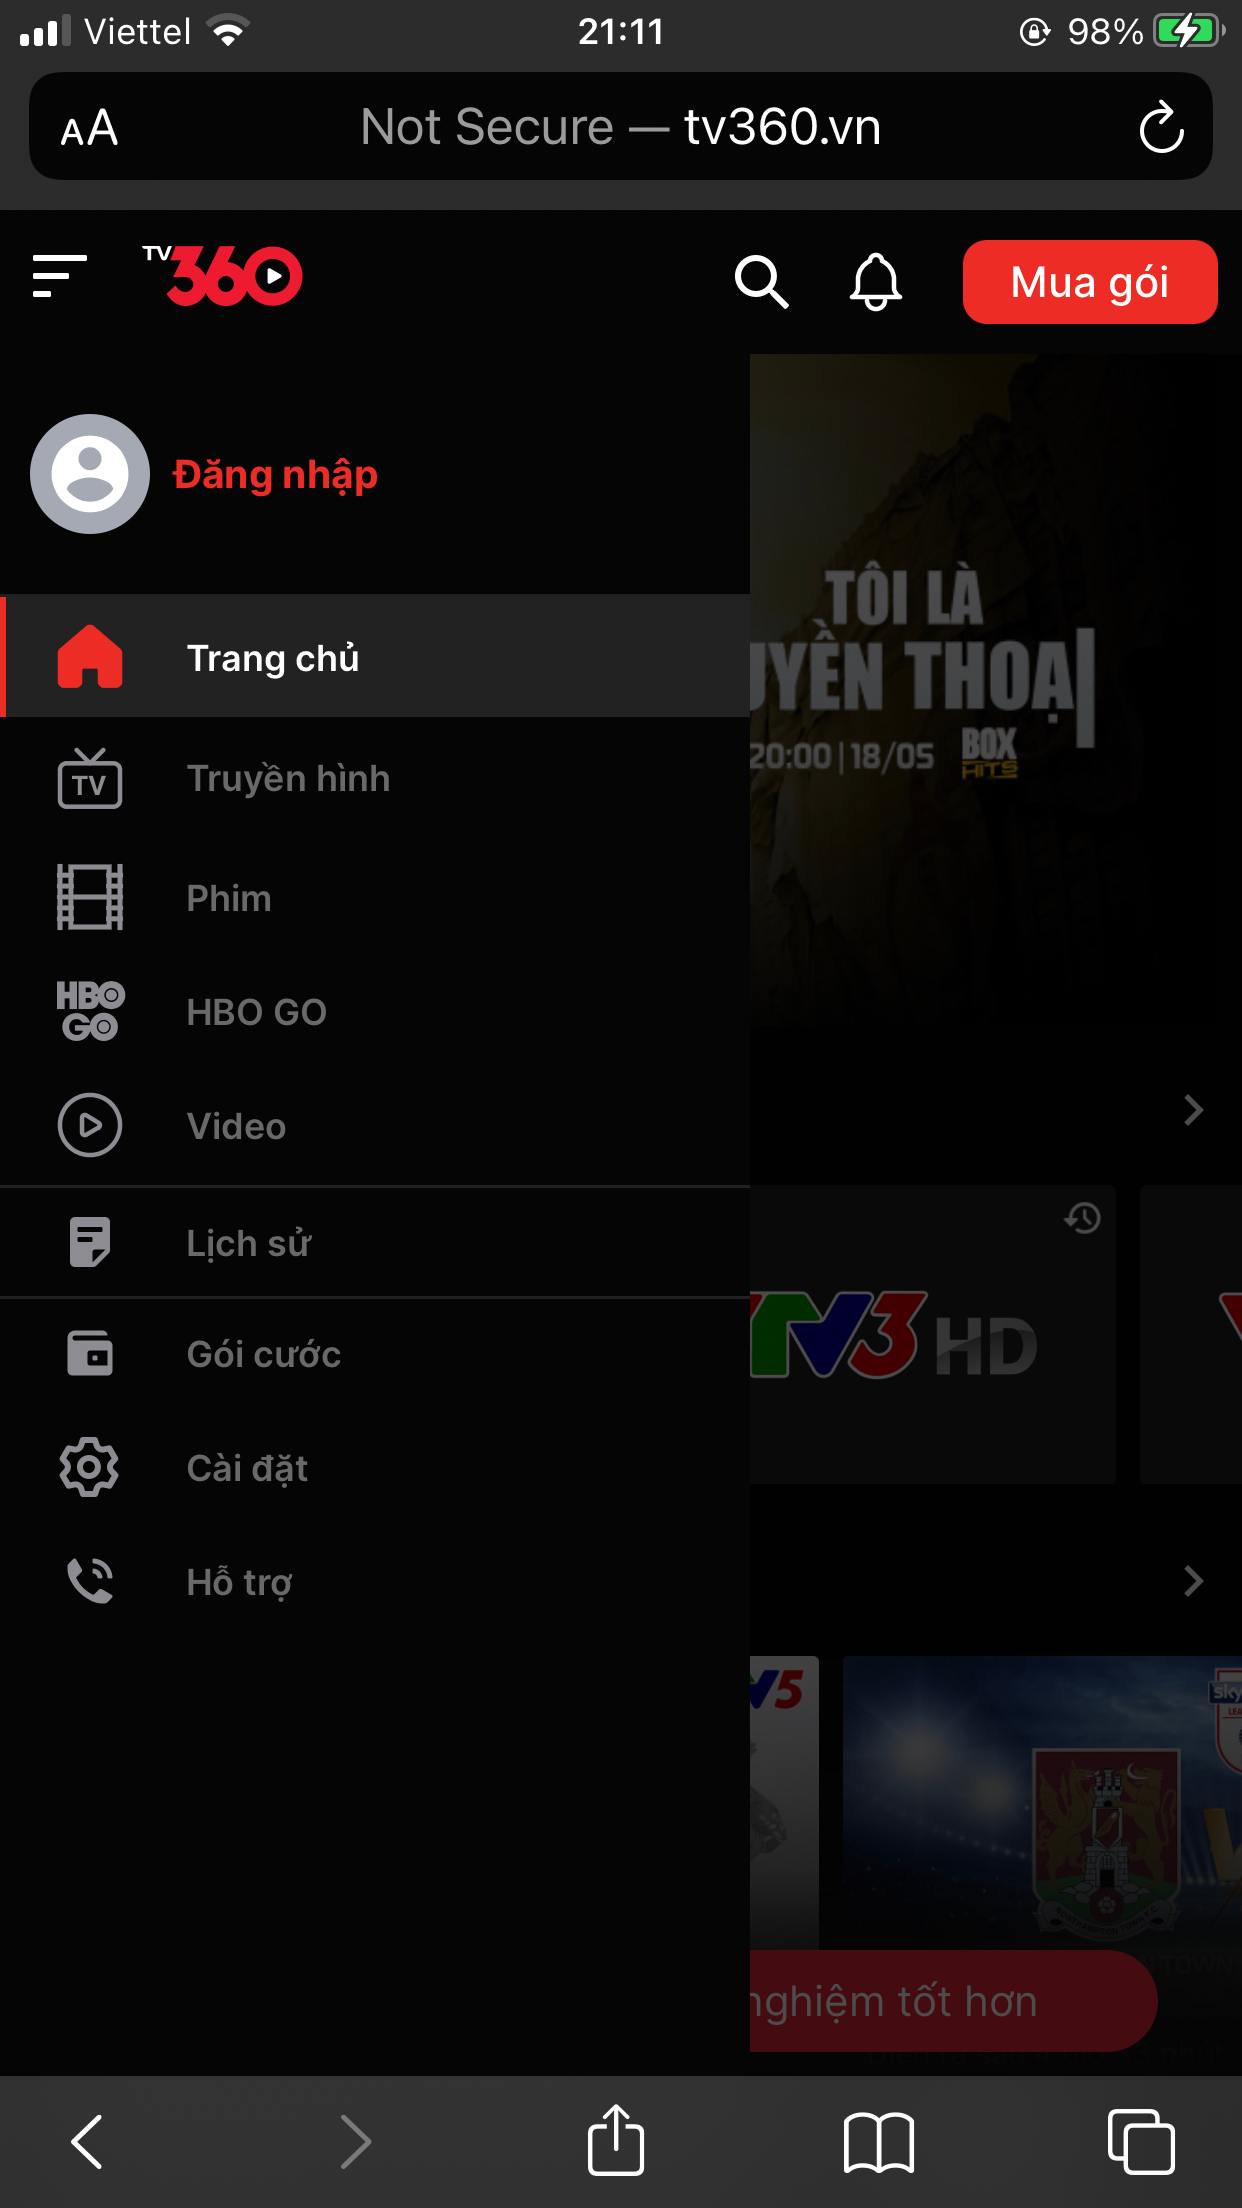 Viettel
21:11
98%
AA
Not Secure — tv360.vn
TV360
Mua gói
Đăng nhập
Trang chủ
TV
Truyền hình
Phim
HBO GO
HBO GO
Video
Lịch sử
Gói cước
Cài đặt
Hỗ trợ
TÔI LÀ
UYỀN THOẠI
20:00 | 18/05
BOX
HITS
TV3 HD
V5
sky
nghiệm tốt hơn